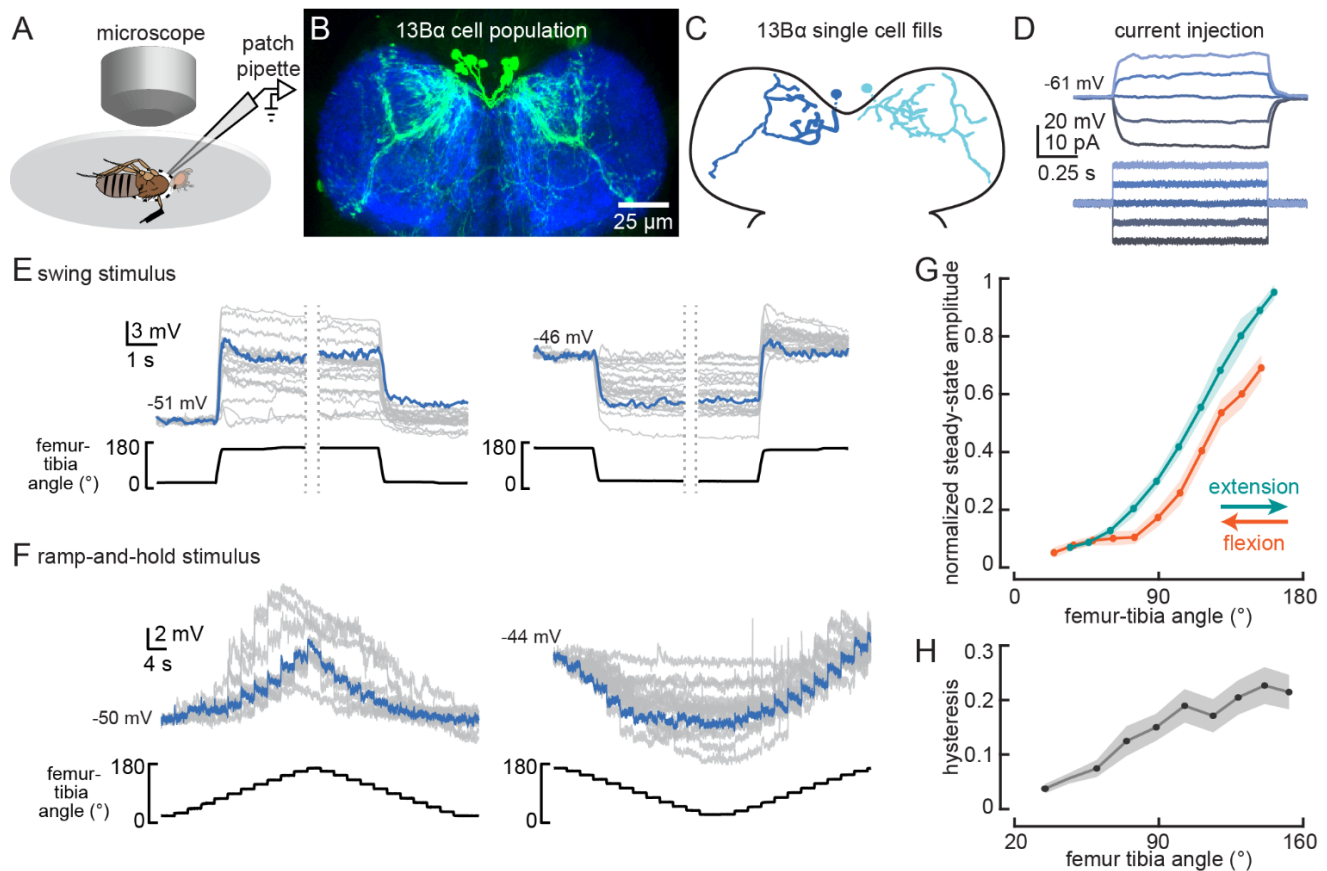 A
microscope
patch
pipette
B
13Bα cell population
25 µm
C
13Bα single cell fills
D
current injection
-61 mV
20 mV
10 pA
0.25 s
E swing stimulus
3 mV
1 s
-51 mV
-46 mV
femur-
tibia
angle (°)
180
0
180
0
F ramp-and-hold stimulus
2 mV
4 s
-50 mV
-44 mV
femur-
tibia
angle (°)
180
0
180
0
G
normalized steady-state amplitude
1
0.8
0.6
0.4
0.2
0
extension
flexion
0
90
180
femur-tibia angle (°)
H
hysteresis
0.3
0.2
0.1
0
20
90
160
femur tibia angle (°)